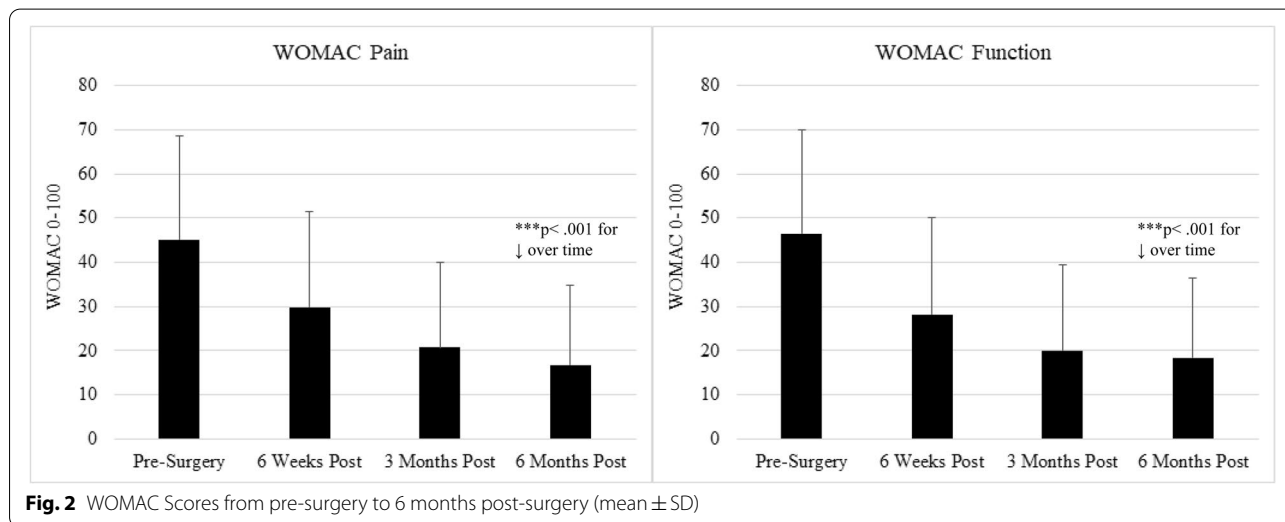 WOMAC Pain
WOMAC 0-100
80
70
60
50
40
30
20
10
0
***p< .001 for
↓ over time
Pre-Surgery 6 Weeks Post 3 Months Post 6 Months Post
WOMAC Function
WOMAC 0-100
80
70
60
50
40
30
20
10
0
***p< .001 for
↓ over time
Pre-Surgery 6 Weeks Post 3 Months Post 6 Months Post
Fig. 2 WOMAC Scores from pre-surgery to 6 months post-surgery (mean ± SD)